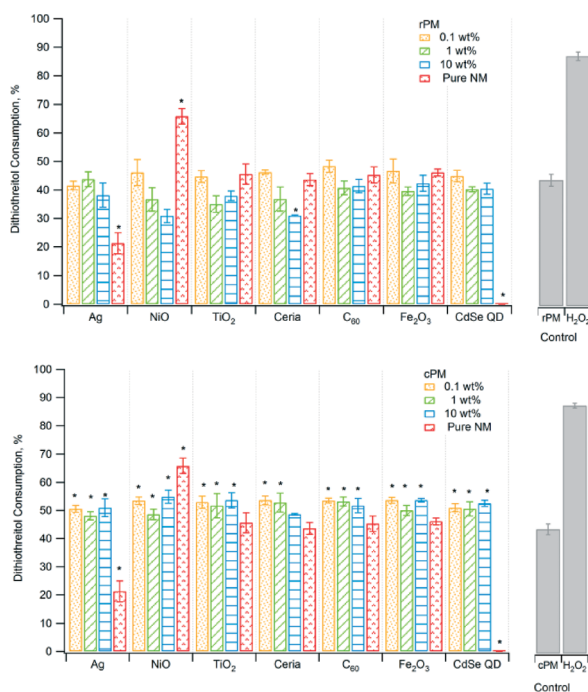 100
90
80
70
60
50
40
30
20
10
0
Dithiothreitol Consumption, %
rPM
0.1 wt%
1 wt%
10 wt%
Pure NM
* * * *
Ag NiO TiO₂ Ceria C₆₀ Fe₂O₃ CdSe QD
rPM H₂O₂
Control
100
90
80
70
60
50
40
30
20
10
0
Dithiothreitol Consumption, %
cPM
0.1 wt%
1 wt%
10 wt%
Pure NM
* * * * * * * * * * * * * * * * * * * * * * *
Ag NiO TiO₂ Ceria C₆₀ Fe₂O₃ CdSe QD
cPM H₂O₂
Control